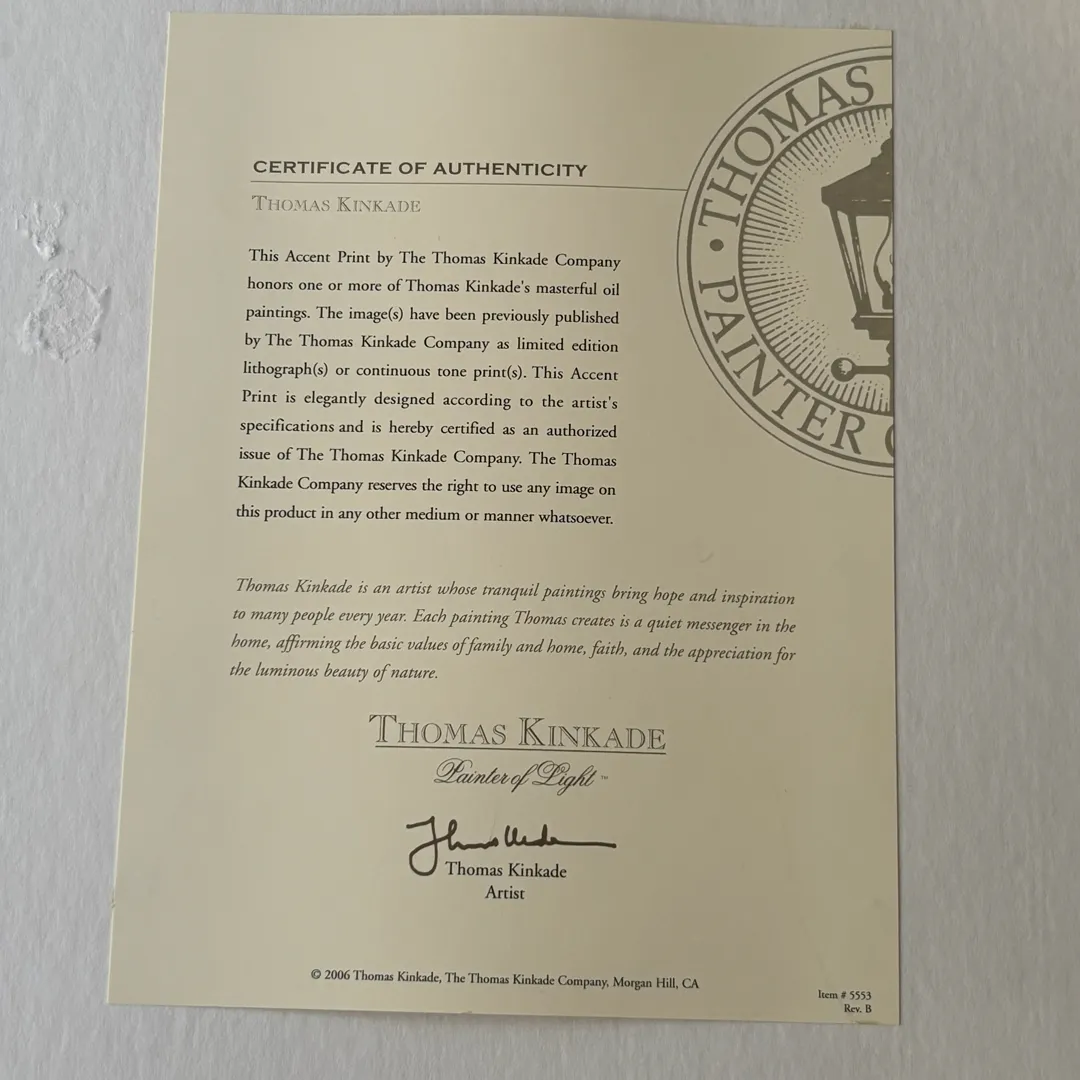 THOMAS
PAINTER
CERTIFICATE OF AUTHENTICITY
THOMAS KINKADE
This Accent Print by The Thomas Kinkade Company
honors one or more of Thomas Kinkade's masterful oil
paintings. The image(s) have been previously published
by The Thomas Kinkade Company as limited edition
lithograph(s) or continuous tone print(s). This Accent
Print is elegantly designed according to the artist's
specifications and is hereby certified as an authorized
issue of The Thomas Kinkade Company. The Thomas
Kinkade Company reserves the right to use any image on
this product in any other medium or manner whatsoever.
Thomas Kinkade is an artist whose tranquil paintings bring hope and inspiration
to many people every year. Each painting Thomas creates is a quiet messenger in the
home, affirming the basic values of family and home, faith, and the appreciation for
the luminous beauty of nature.
THOMAS KINKADE
Painter of Light ™
Thomas Kinkade
Artist
© 2006 Thomas Kinkade, The Thomas Kinkade Company, Morgan Hill, CA
Item # 5553
Rev. B